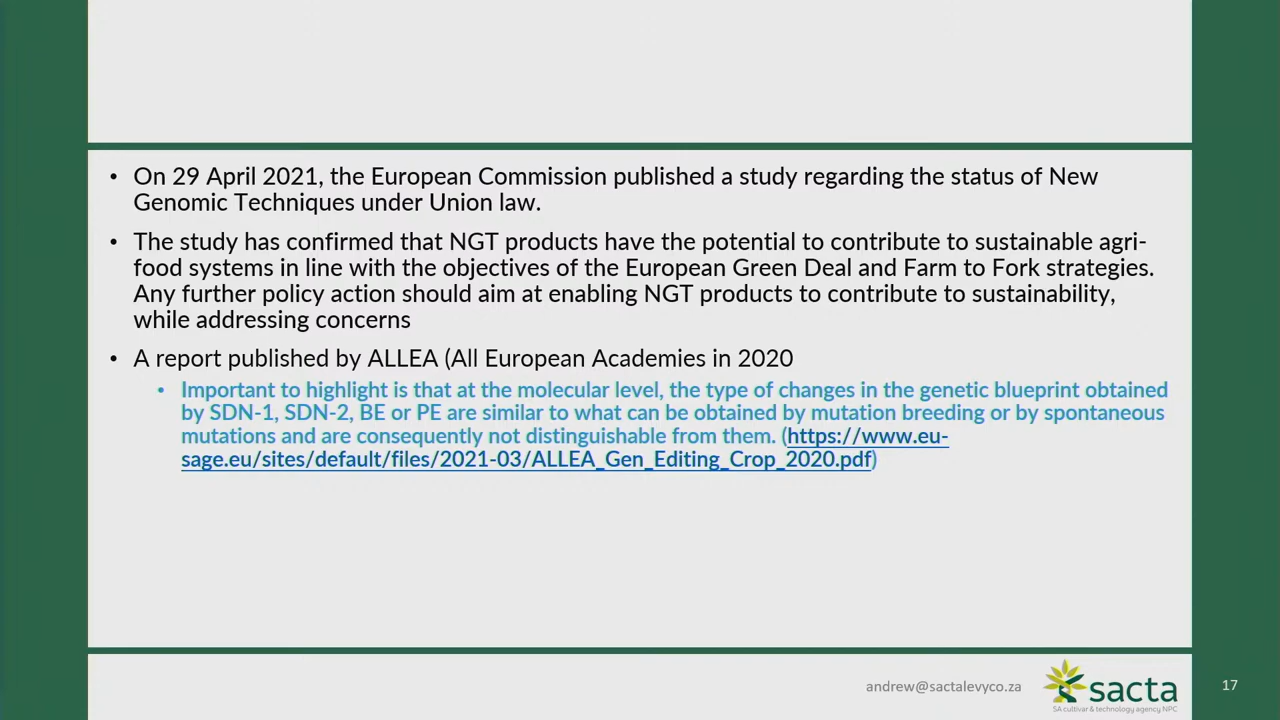 • On 29 April 2021, the European Commission published a study regarding the status of New
Genomic Techniques under Union law.
• The study has confirmed that NGT products have the potential to contribute to sustainable agri-
food systems in line with the objectives of the European Green Deal and Farm to Fork strategies.
Any further policy action should aim at enabling NGT products to contribute to sustainability,
while addressing concerns
• A report published by ALLEA (All European Academies in 2020
• Important to highlight is that at the molecular level, the type of changes in the genetic blueprint obtained
by SDN-1, SDN-2, BE or PE are similar to what can be obtained by mutation breeding or by spontaneous
mutations and are consequently not distinguishable from them. (https://www.eu-
sage.eu/sites/default/files/2021-03/ALLEA_Gen_Editing_Crop_2020.pdf)
andrew@sactalevyco.za
sacta
SA cultivar & technology agency NPC
17